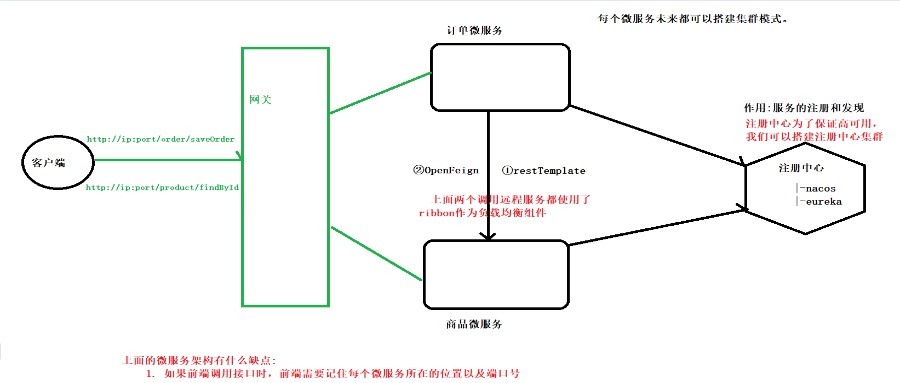 订单微服务
每个微服务未来都可以搭建集群模式。
网关
作用:服务的注册和发现
注册中心为了保证高可用,
我们可以搭建注册中心集群
http://ip:port/order/saveOrder
客户端
http://ip:port/product/findById
②OpenFeign
①restTemplate
注册中心
|-nacos
|-eureka
上面两个调用远程服务都使用了
ribbon作为负载均衡组件
商品微服务
上面的微服务架构有什么缺点:
1. 如果前端调用接口时，前端需要记住每个微服务所在的位置以及端口号